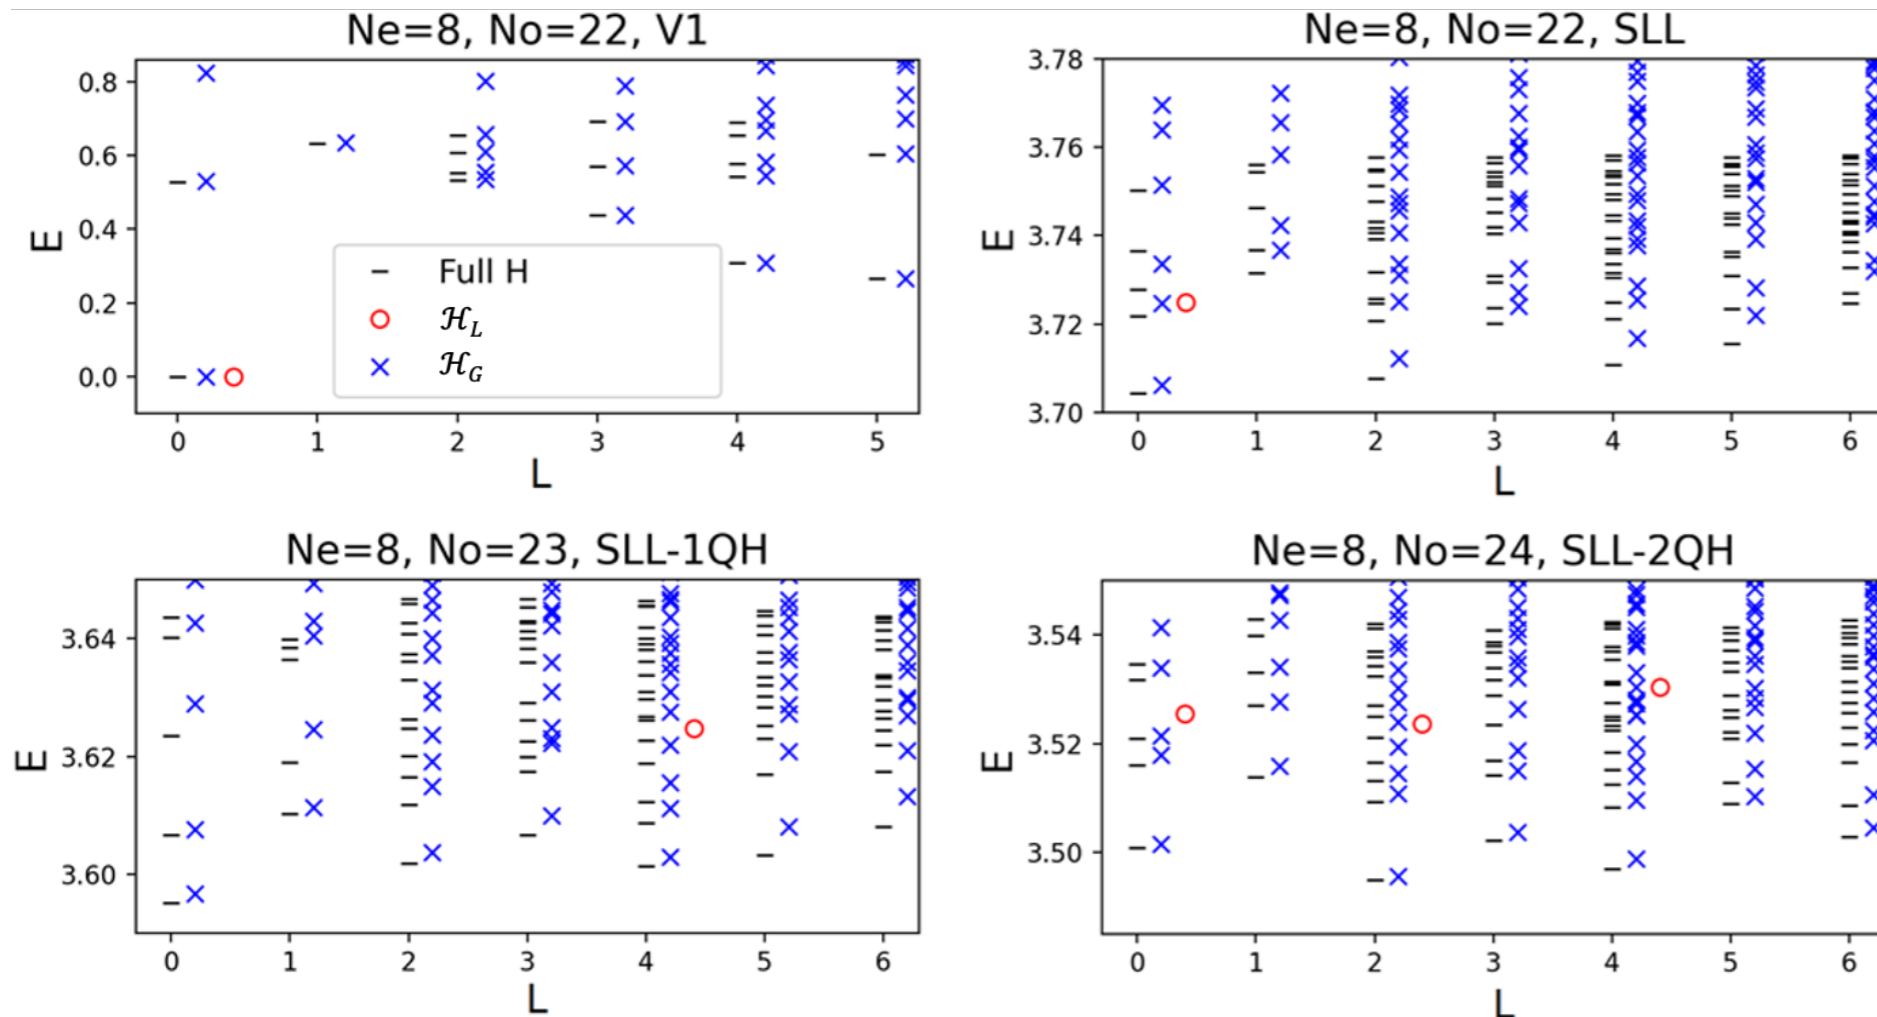 Ne=8, No=22, V1
0.8
0.6
0.4
0.2
0.0
E
Full H
ℋL
ℋG
0 1 2 3 4 5
L
Ne=8, No=22, SLL
3.78
3.76
3.74
3.72
3.70
E
0 1 2 3 4 5 6
L
Ne=8, No=23, SLL-1QH
3.64
3.62
3.60
E
0 1 2 3 4 5 6
L
Ne=8, No=24, SLL-2QH
3.54
3.52
3.50
E
0 1 2 3 4 5 6
L